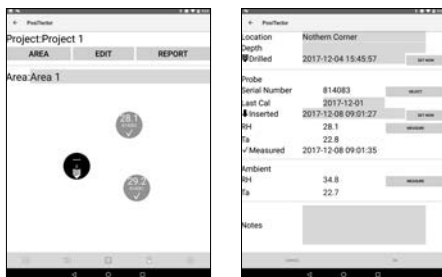 ← PosiTector
Project:Project 1
AREA EDIT REPORT
Area:Area 1
28.1
29.2
← PosiTector
Location Nothern Corner
Depth
Drilled 2017-12-04 15:45:57 SET NOW
Probe
Serial Number 814083 SELECT
Last Cal 2017-12-01
Inserted 2017-12-08 09:01:27 SET NOW
RH 28.1 MEASURE
Ta 22.8
✓Measured 2017-12-08 09:01:35
Ambient
RH 34.8 MEASURE
Ta 22.7
Notes
CANCEL OK